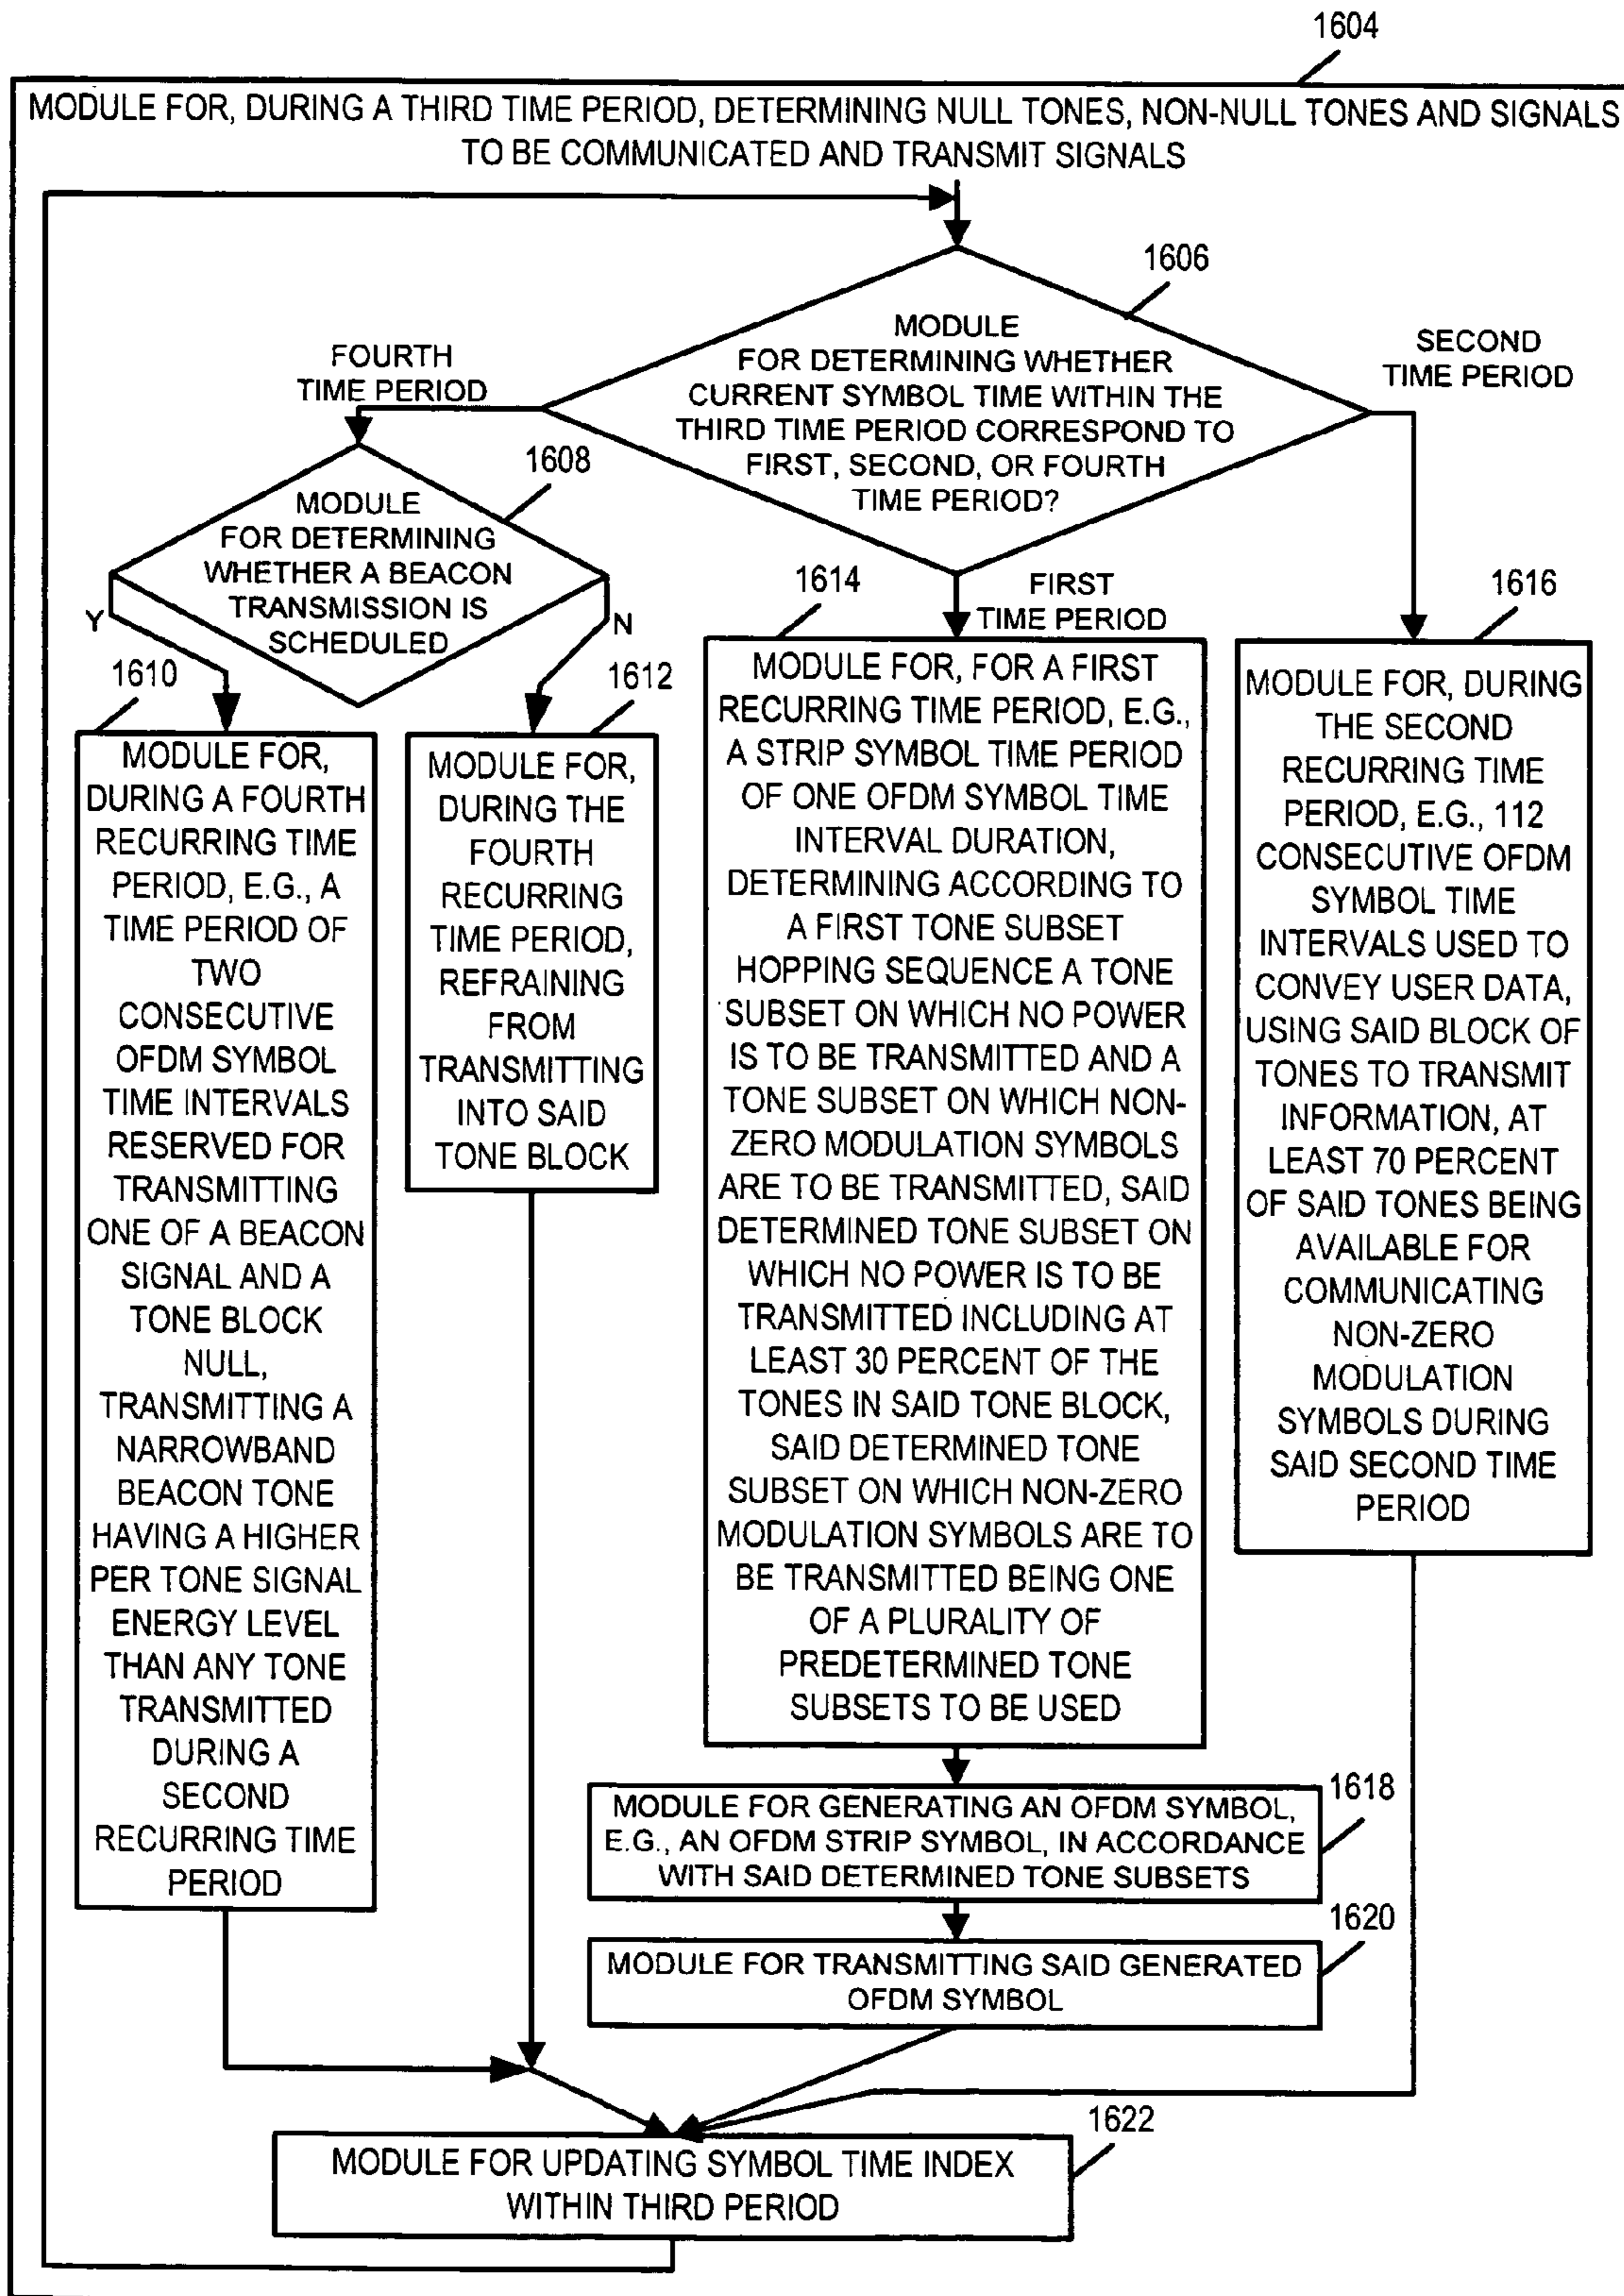 1604
MODULE FOR, DURING A THIRD TIME PERIOD, DETERMINING NULL TONES, NON-NULL TONES AND SIGNALS
TO BE COMMUNICATED AND TRANSMIT SIGNALS
1606
MODULE
FOR DETERMINING WHETHER
CURRENT SYMBOL TIME WITHIN THE
THIRD TIME PERIOD CORRESPOND TO
FIRST, SECOND, OR FOURTH
TIME PERIOD?
FOURTH
TIME PERIOD
SECOND
TIME PERIOD
1608
MODULE
FOR DETERMINING
WHETHER A BEACON
TRANSMISSION IS
SCHEDULED
Y
N
FIRST
TIME PERIOD
1610
MODULE FOR,
DURING A FOURTH
RECURRING TIME
PERIOD, E.G., A
TIME PERIOD OF
TWO
CONSECUTIVE
OFDM SYMBOL
TIME INTERVALS
RESERVED FOR
TRANSMITTING
ONE OF A BEACON
SIGNAL AND A
TONE BLOCK
NULL,
TRANSMITTING A
NARROWBAND
BEACON TONE
HAVING A HIGHER
PER TONE SIGNAL
ENERGY LEVEL
THAN ANY TONE
TRANSMITTED
DURING A
SECOND
RECURRING TIME
PERIOD
1612
MODULE FOR,
DURING THE
FOURTH
RECURRING
TIME PERIOD,
REFRAINING
FROM
TRANSMITTING
INTO SAID
TONE BLOCK
1614
MODULE FOR, FOR A FIRST
RECURRING TIME PERIOD, E.G.,
A STRIP SYMBOL TIME PERIOD
OF ONE OFDM SYMBOL TIME
INTERVAL DURATION,
DETERMINING ACCORDING TO
A FIRST TONE SUBSET
HOPPING SEQUENCE A TONE
SUBSET ON WHICH NO POWER
IS TO BE TRANSMITTED AND A
TONE SUBSET ON WHICH NON-
ZERO MODULATION SYMBOLS
ARE TO BE TRANSMITTED, SAID
DETERMINED TONE SUBSET ON
WHICH NO POWER IS TO BE
TRANSMITTED INCLUDING AT
LEAST 30 PERCENT OF THE
TONES IN SAID TONE BLOCK,
SAID DETERMINED TONE
SUBSET ON WHICH NON-ZERO
MODULATION SYMBOLS ARE TO
BE TRANSMITTED BEING ONE
OF A PLURALITY OF
PREDETERMINED TONE
SUBSETS TO BE USED
1616
MODULE FOR, DURING
THE SECOND
RECURRING TIME
PERIOD, E.G., 112
CONSECUTIVE OFDM
SYMBOL TIME
INTERVALS USED TO
CONVEY USER DATA,
USING SAID BLOCK OF
TONES TO TRANSMIT
INFORMATION, AT
LEAST 70 PERCENT
OF SAID TONES BEING
AVAILABLE FOR
COMMUNICATING
NON-ZERO
MODULATION
SYMBOLS DURING
SAID SECOND TIME
PERIOD
1618
MODULE FOR GENERATING AN OFDM SYMBOL,
E.G., AN OFDM STRIP SYMBOL, IN ACCORDANCE
WITH SAID DETERMINED TONE SUBSETS
1620
MODULE FOR TRANSMITTING SAID GENERATED
OFDM SYMBOL
1622
MODULE FOR UPDATING SYMBOL TIME INDEX
WITHIN THIRD PERIOD